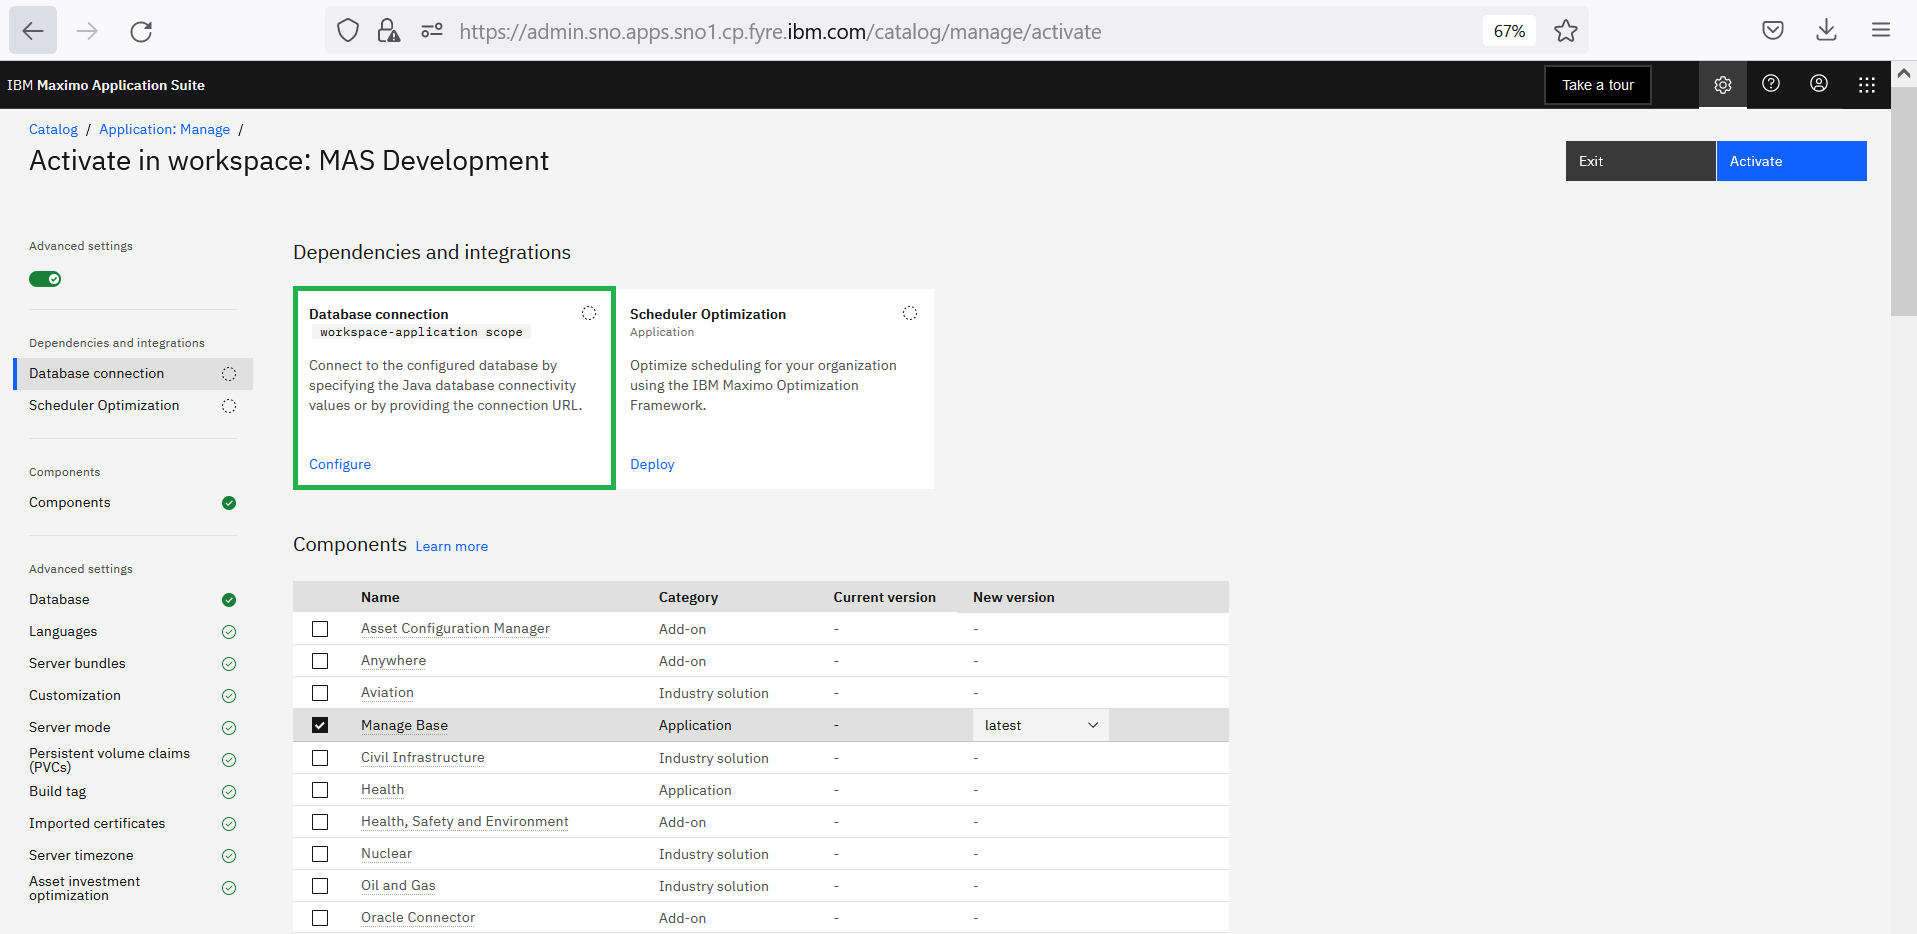 https://admin.sno.apps.sno1.cp.fyre.ibm.com/catalog/manage/activate
67%
IBM Maximo Application Suite
Take a tour
Catalog / Application: Manage /
Activate in workspace: MAS Development
Exit
Activate
Advanced settings
Dependencies and integrations
Database connection
Scheduler Optimization
Components
Components
Advanced settings
Database
Languages
Server bundles
Customization
Server mode
Persistent volume claims
(PVCs)
Build tag
Imported certificates
Server timezone
Asset investment
optimization
Dependencies and integrations
Database connection
workspace-application scope
Connect to the configured database by
specifying the Java database connectivity
values or by providing the connection URL.
Configure
Scheduler Optimization
Application
Optimize scheduling for your organization
using the IBM Maximo Optimization
Framework.
Deploy
Components Learn more
Name Category Current version New version
Asset Configuration Manager Add-on - -
Anywhere Add-on - -
Aviation Industry solution - -
Manage Base Application - latest
Civil Infrastructure Industry solution - -
Health Application - -
Health, Safety and Environment Add-on - -
Nuclear Industry solution - -
Oil and Gas Industry solution - -
Oracle Connector Add-on - -